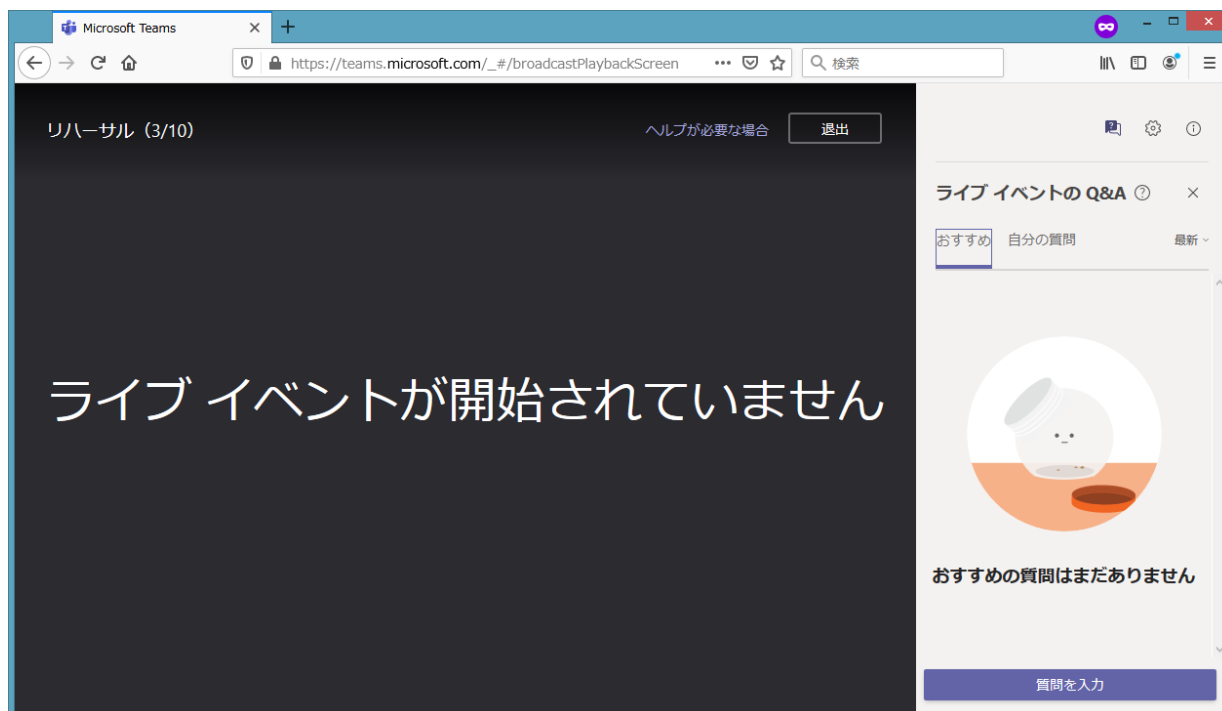 Microsoft Teams
https://teams.microsoft.com/_#/broadcastPlaybackScreen
検索
リハーサル（3/10）
ヘルプが必要な場合
退出
ライブ イベントが開始されていません
ライブ イベントの Q&A
おすすめ
自分の質問
最新
おすすめの質問はまだありません
質問を入力